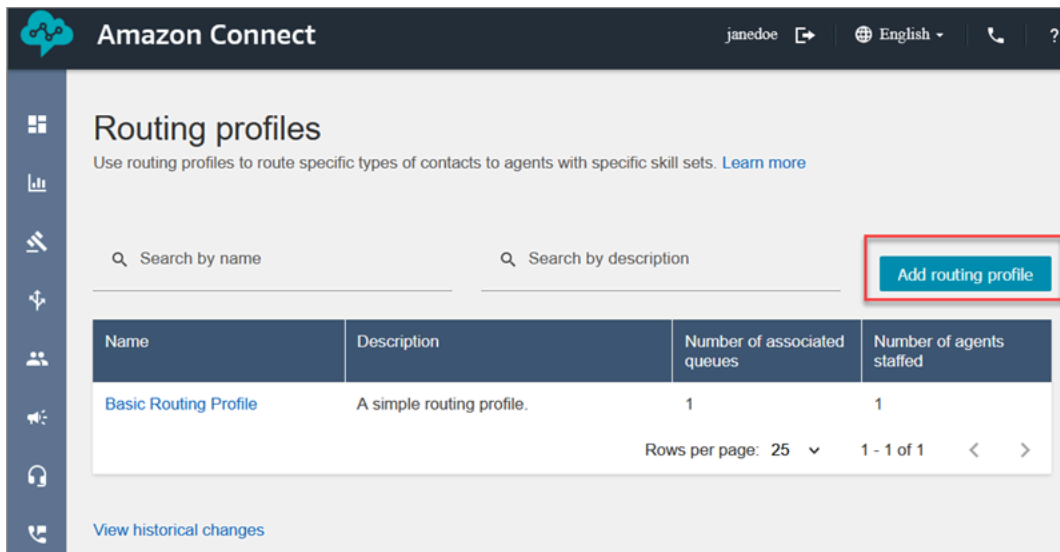 Amazon Connect
janedoe
English
?
Routing profiles
Use routing profiles to route specific types of contacts to agents with specific skill sets. Learn more
Search by name
Search by description
Add routing profile
Name
Description
Number of associated
queues
Number of agents
staffed
Basic Routing Profile
A simple routing profile.
1
1
Rows per page: 25
1 - 1 of 1
View historical changes